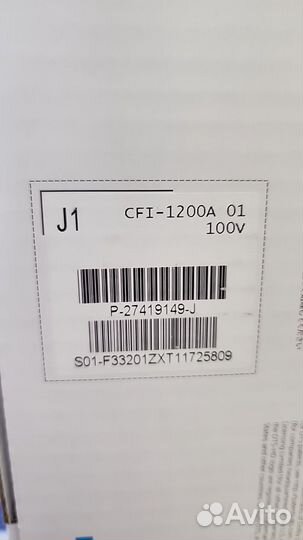 J1
CFI-1200A 01
100V
P-27419149-J
S01-F33201ZXT11725809
Avito